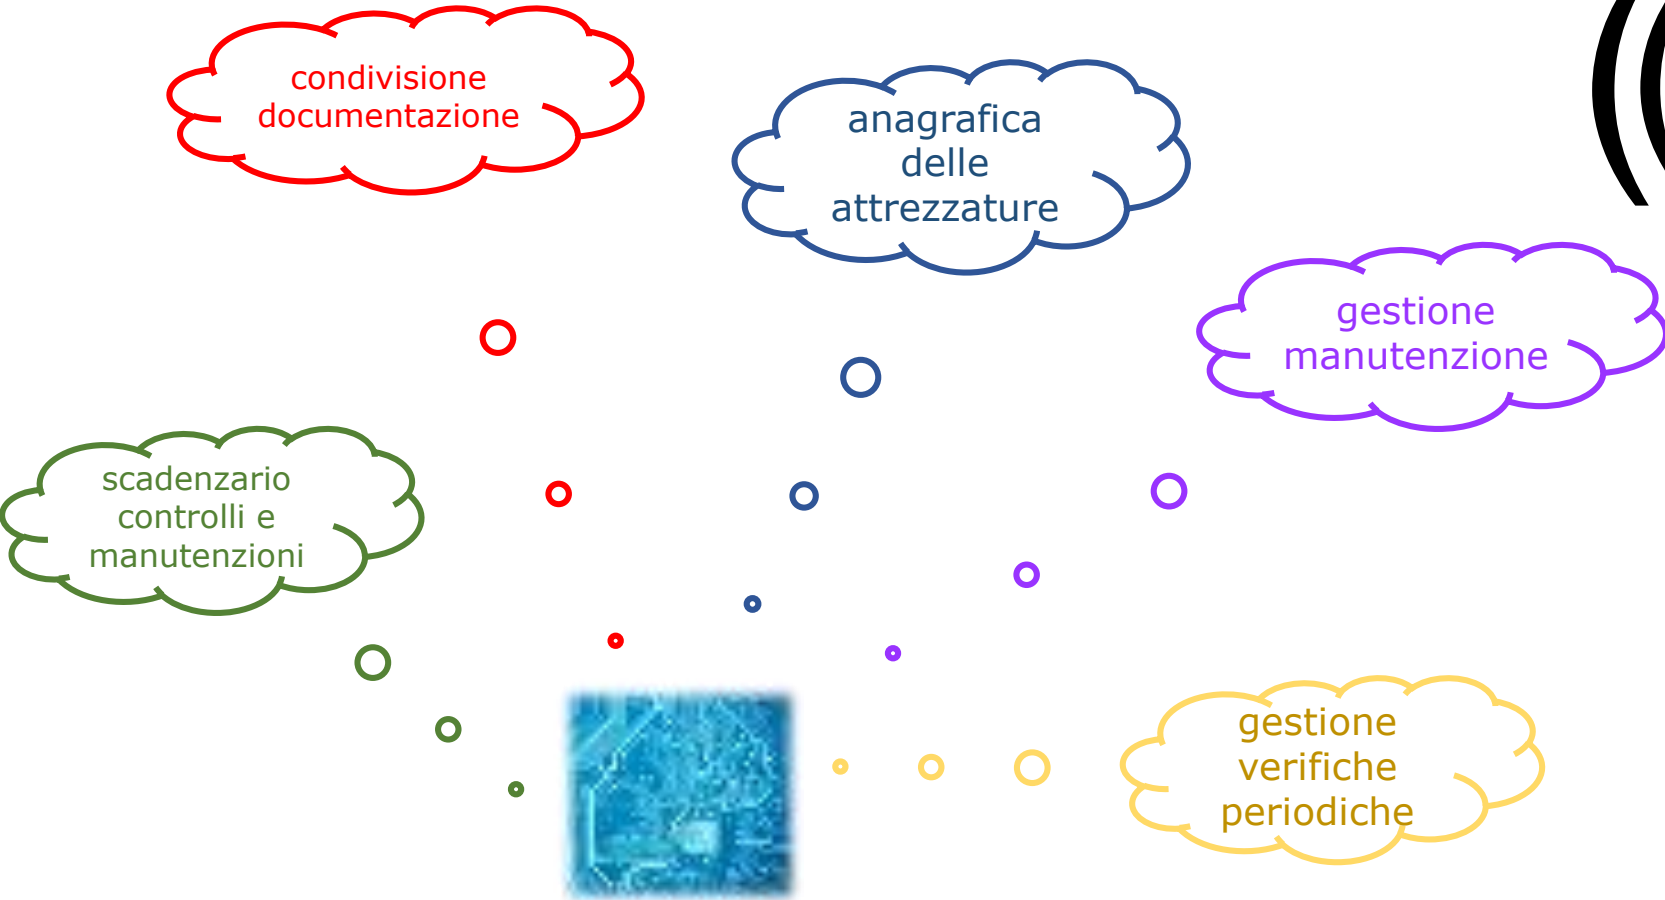 condivisione
documentazione
anagrafica
delle
attrezzature
gestione
manutenzione
scadenzario
controlli e
manutenzioni
gestione
verifiche
periodiche